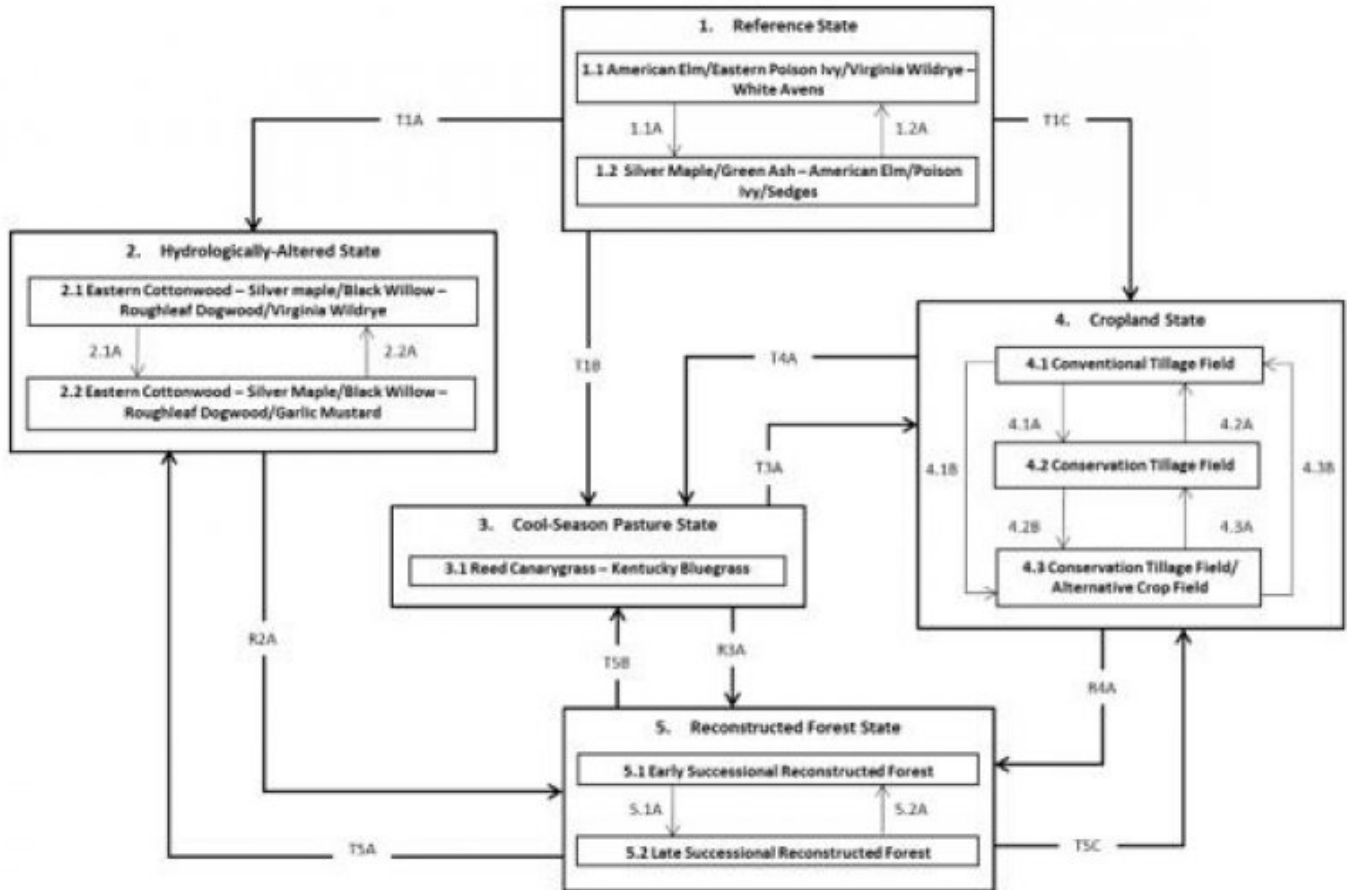 1. Reference State
1.1 American Elm/Eastern Poison Ivy/Virginia Wildrye –
White Avens
1.1A
1.2A
1.2 Silver Maple/Green Ash – American Elm/Poison
Ivy/Sedges
T1A
T1C
2. Hydrologically-Altered State
2.1 Eastern Cottonwood – Silver maple/Black Willow –
Roughleaf Dogwood/Virginia Wildrye
2.1A
2.2A
2.2 Eastern Cottonwood – Silver Maple/Black Willow –
Roughleaf Dogwood/Garlic Mustard
T1B
T4A
T3A
4. Cropland State
4.1 Conventional Tillage Field
4.1A
4.2A
4.1B
4.2 Conservation Tillage Field
4.3B
4.2B
4.3A
4.3 Conservation Tillage Field/
Alternative Crop Field
3. Cool-Season Pasture State
3.1 Reed Canarygrass – Kentucky Bluegrass
R2A
T5B
R3A
R4A
5. Reconstructed Forest State
5.1 Early Successional Reconstructed Forest
5.1A
5.2A
5.2 Late Successional Reconstructed Forest
T5A
T5C